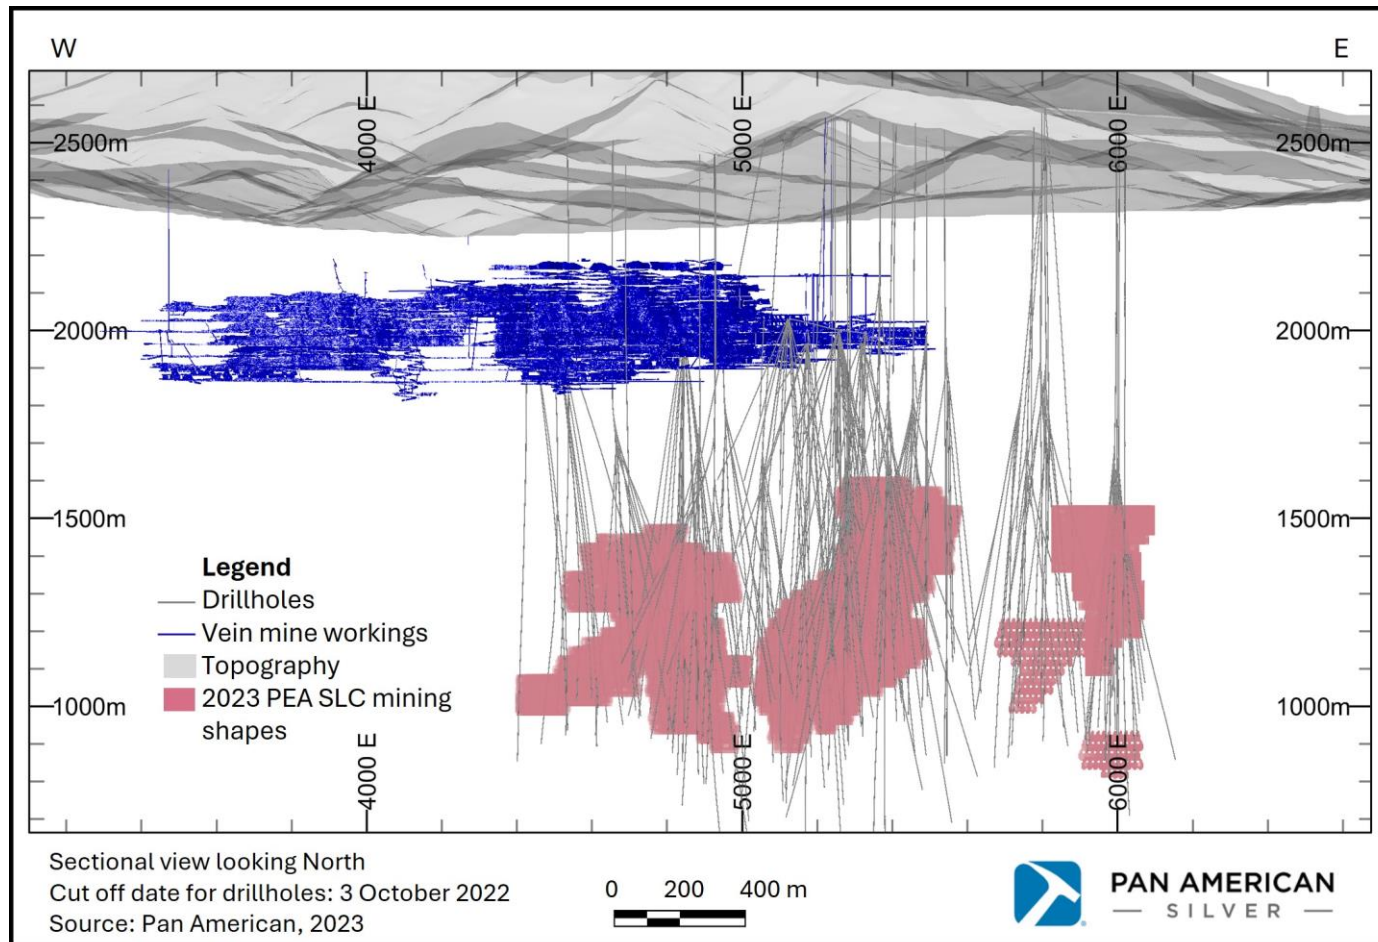 W E
4000 E 5000 E 6000 E
2500m 2500m
2000m 2000m
1500m 1500m
Legend
Drillholes
Vein mine workings
Topography
2023 PEA SLC mining
shapes
1000m 1000m
4000 E 5000 E 6000 E
Sectional view looking North
Cut off date for drillholes: 3 October 2022
Source: Pan American, 2023
0 200 400 m
PAN AMERICAN
SILVER